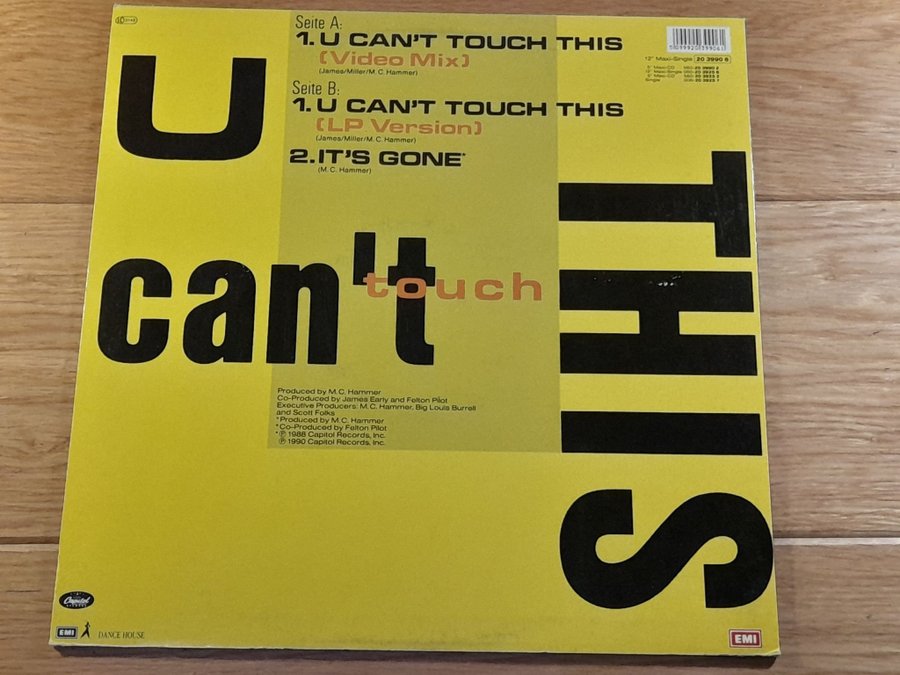 Seite A:
1. U CAN'T TOUCH THIS
(Video Mix)
(James/Miller/M.C. Hammer)
Seite B:
1. U CAN'T TOUCH THIS
(LP Version)
(James/Miller/M.C. Hammer)
2. IT'S GONE*
(M.C. Hammer)
12" Maxi-Single 20 3990 6
U
can't
touch
THIS
Produced by M.C. Hammer
Co-Produced by James Early and Felton Pilot
Executive Producers: M.C. Hammer, Big Louis Burrell
and Scott Folks
*Produced by M.C. Hammer
*Co-Produced by Felton Pilot
*℗ 1988 Capitol Records, Inc.
℗ 1990 Capitol Records, Inc.
Capitol
EMI
DANCE HOUSE
EMI